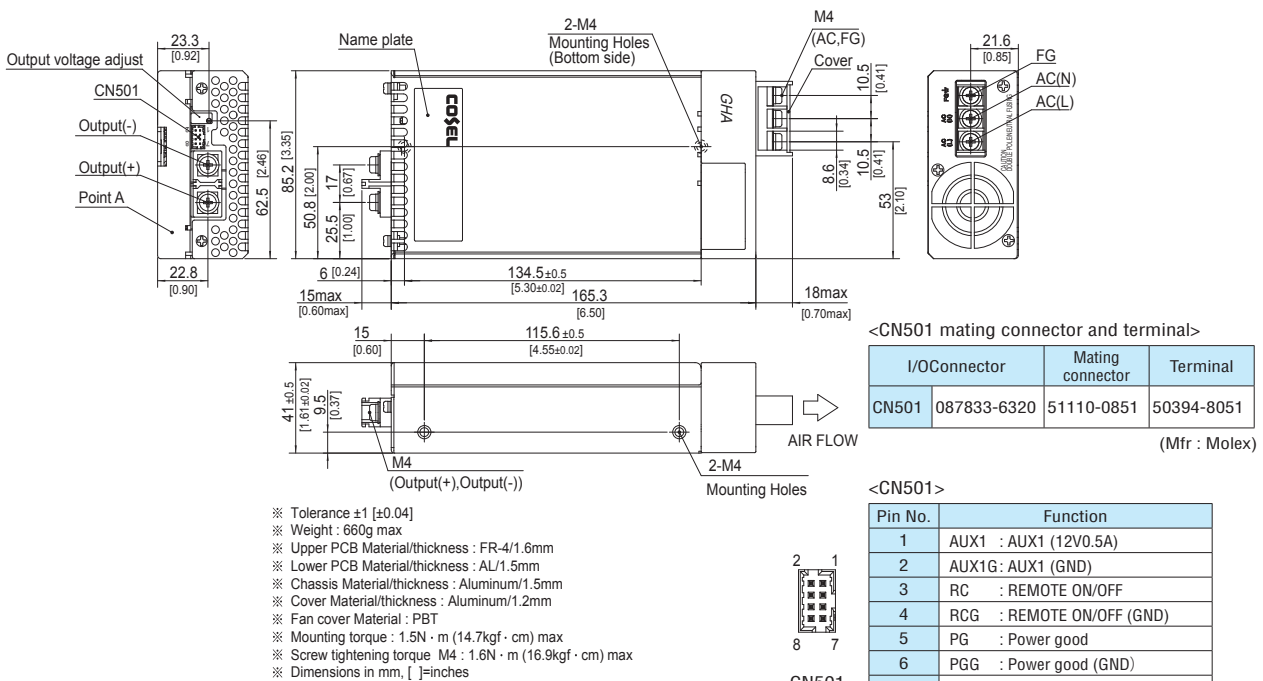 23.3
[0.92]
Output voltage adjust
CN501
Output(-)
Output(+)
Point A
62.5 [2.46]
22.8
[0.90]
Name plate
2-M4
Mounting Holes
(Bottom side)
M4
(AC,FG)
Cover
COSEL
GHA
85.2 [3.35]
50.8 [2.00]
17
[0.67]
25.5
[1.00]
10.5
[0.41]
8.6
[0.34]
10.5
[0.41]
53
[2.10]
6 [0.24]
134.5±0.5
[5.30±0.02]
15max
[0.60max]
165.3
[6.50]
18max
[0.70max]
21.6
[0.85]
FG
AC(N)
AC(L)
CAUTION
DOUBLE POLE/NEUTRAL FUSING
15
[0.60]
115.6 ±0.5
[4.55±0.02]
41 ±0.5
[1.61±0.02]
9.5
[0.37]
AIR FLOW
M4
(Output(+),Output(-))
2-M4
Mounting Holes
<CN501 mating connector and terminal>
I/OConnector Mating connector Terminal
CN501 087833-6320 51110-0851 50394-8051
(Mfr : Molex)
※ Tolerance ±1 [±0.04]
※ Weight : 660g max
※ Upper PCB Material/thickness : FR-4/1.6mm
※ Lower PCB Material/thickness : AL/1.5mm
※ Chassis Material/thickness : Aluminum/1.5mm
※ Cover Material/thickness : Aluminum/1.2mm
※ Fan cover Material : PBT
※ Mounting torque : 1.5N · m (14.7kgf · cm) max
※ Screw tightening torque M4 : 1.6N · m (16.9kgf · cm) max
※ Dimensions in mm, [ ]=inches
2 1
8 7
CN501
<CN501>
Pin No. Function
1 AUX1 : AUX1 (12V0.5A)
2 AUX1G : AUX1 (GND)
3 RC : REMOTE ON/OFF
4 RCG : REMOTE ON/OFF (GND)
5 PG : Power good
6 PGG : Power good (GND)